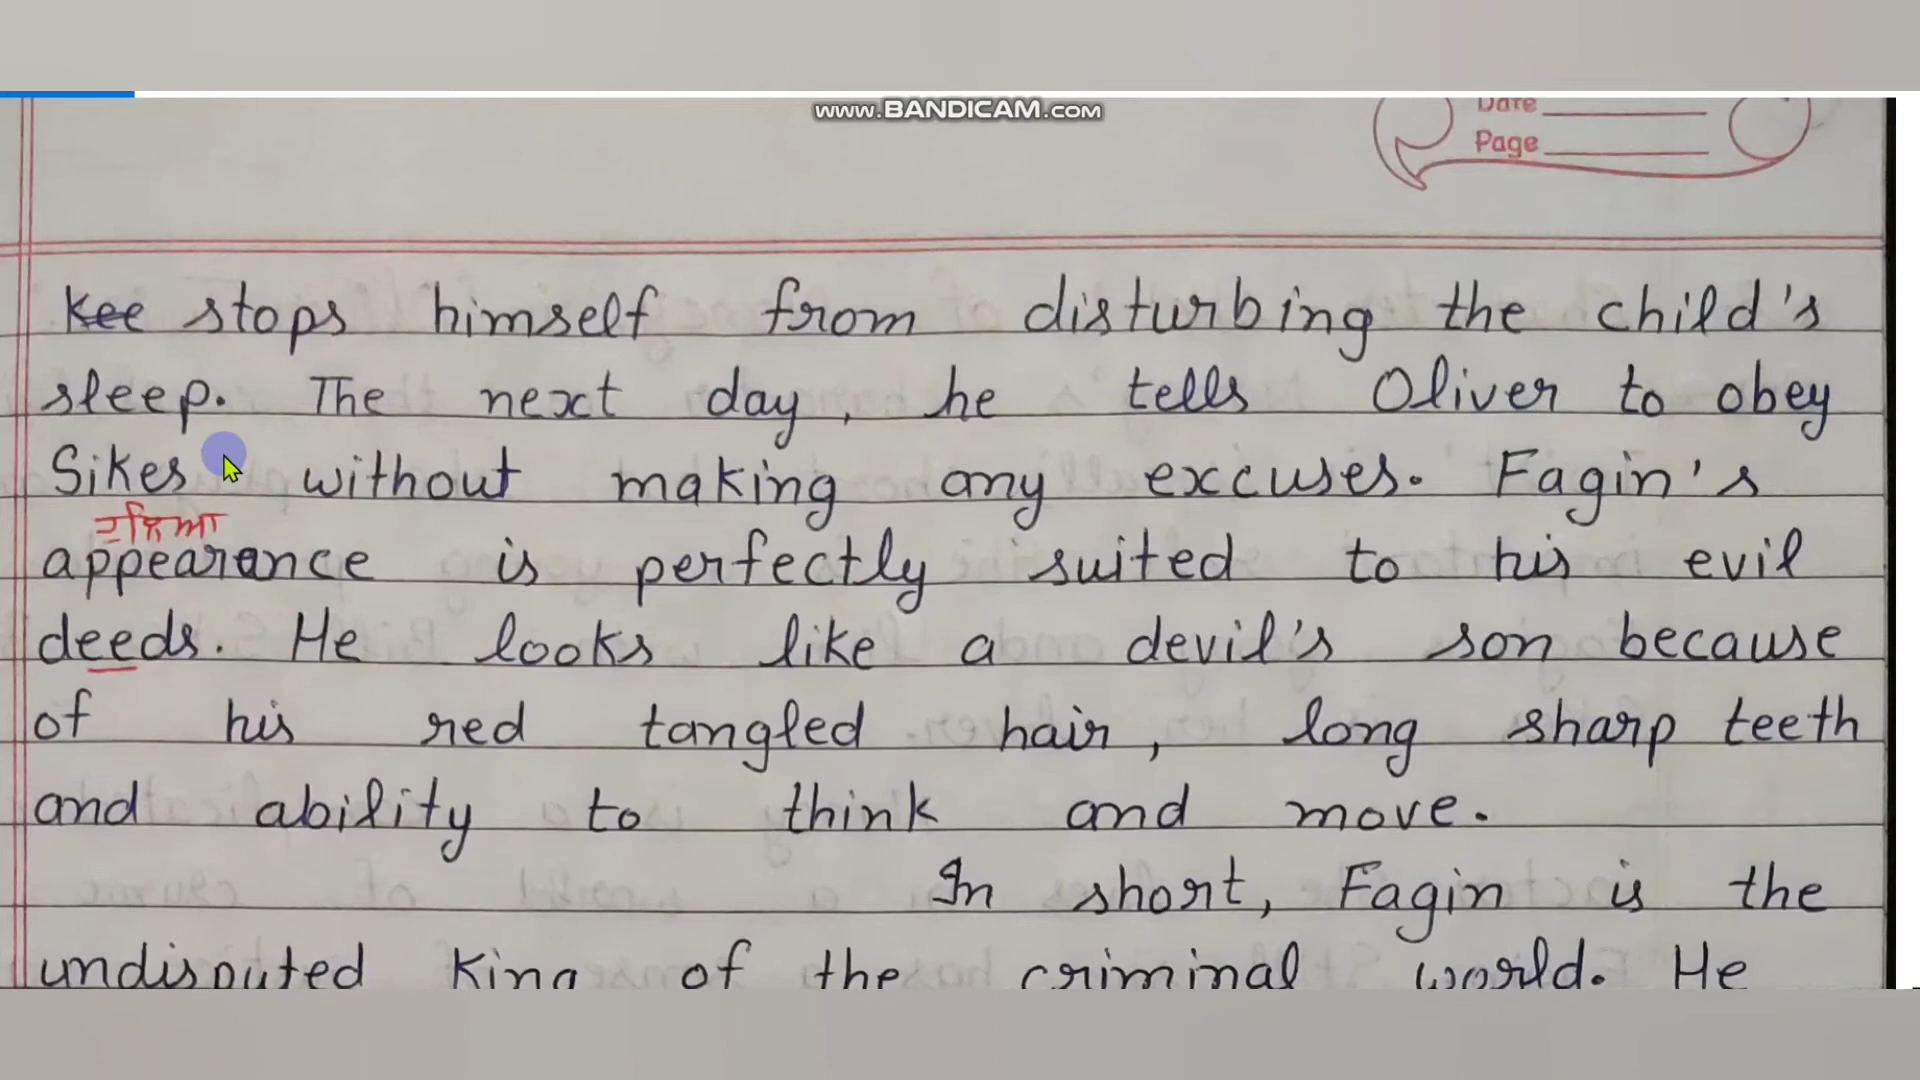 www.BANDICAM.com
Date
Page
Kee stops himself from disturbing the child's
sleep. The next day, he tells Oliver to obey
Sikes without making any excuses. Fagin's
appearance is perfectly suited to his evil
deeds. He looks like a devil's son because
of his red tangled hair, long sharp teeth
and ability to think and move.
In short, Fagin is the
undisputed King of the criminal world. He